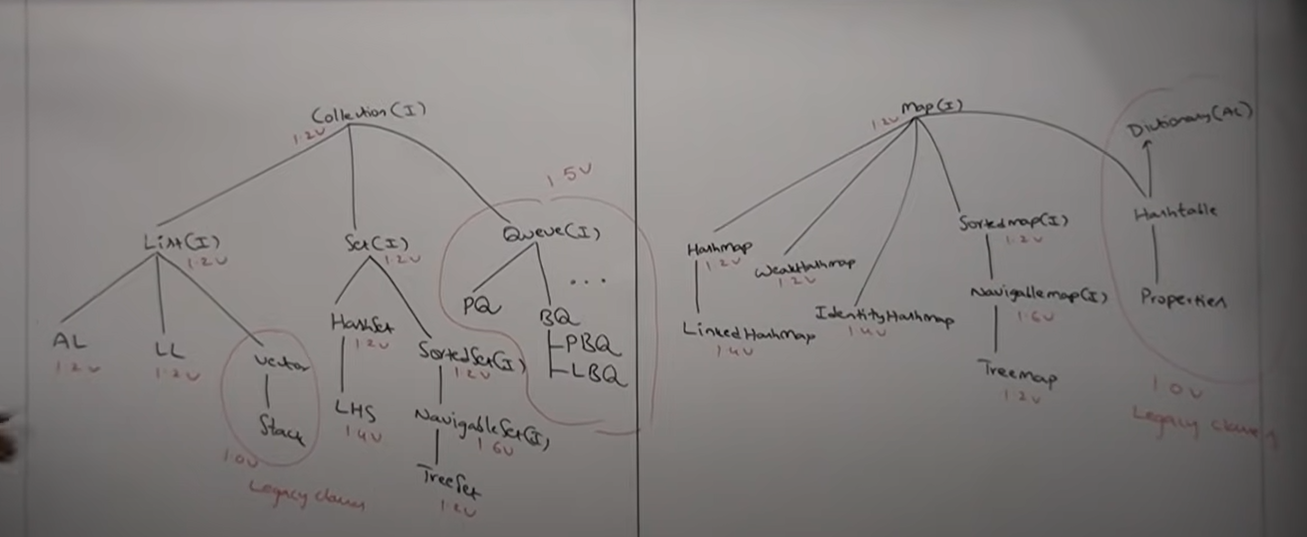 Collection(I)
1.2V
List(I)
1.2V
Set(I)
1.2V
1.5V
Queue(I)
AL
1.2V
LL
1.2V
Vector
Stack
1.0V
Legacy classes
HashSet
1.2V
LHS
1.4V
SortedSet(I)
1.2V
NavigableSet(I)
1.6V
TreeSet
1.2V
PQ
BQ
...
PBQ
LBQ
Map(I)
1.2V
Hashmap
1.2V
LinkedHashmap
1.4V
WeakHashmap
1.2V
IdentityHashmap
1.4V
Sortedmap(I)
1.2V
Navigablemap(I)
1.6V
Treemap
1.2V
Dictionary(AC)
Hashtable
Properties
1.0V
Legacy classes